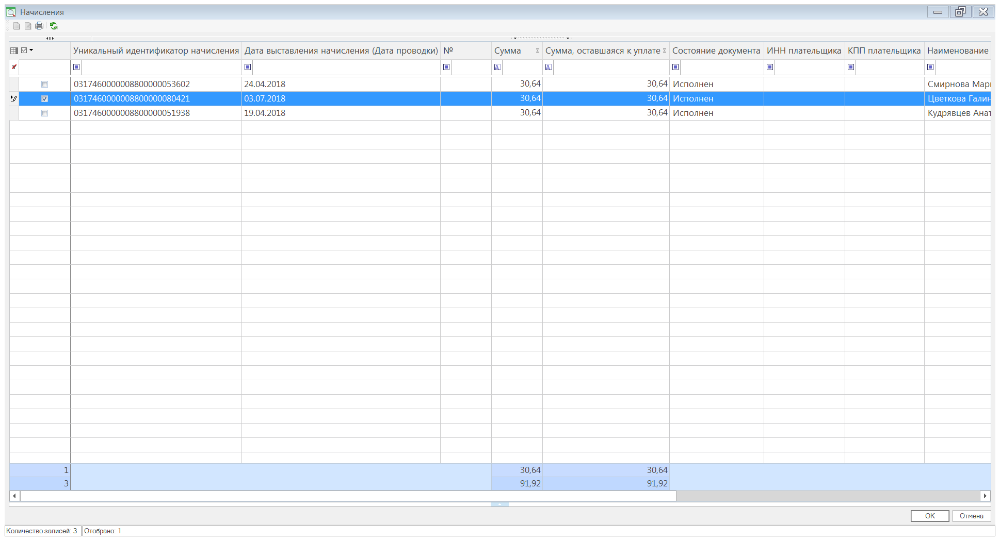 Начисления
Уникальный идентификатор начисления Дата выставления начисления (Дата проводки) № Сумма Σ Сумма, оставшаяся к уплате Σ Состояние документа ИНН плательщика КПП плательщика Наименование
A A
0317460000008800000053602 24.04.2018 30,64 30,64 Исполнен Смирнова Мар
0317460000008800000080421 03.07.2018 30,64 30,64 Исполнен Цветкова Галин
0317460000008800000051938 19.04.2018 30,64 30,64 Исполнен Кудрявцев Анат
1 30,64 30,64
3 91,92 91,92
OK Отмена
Количество записей: 3 Отобрано: 1